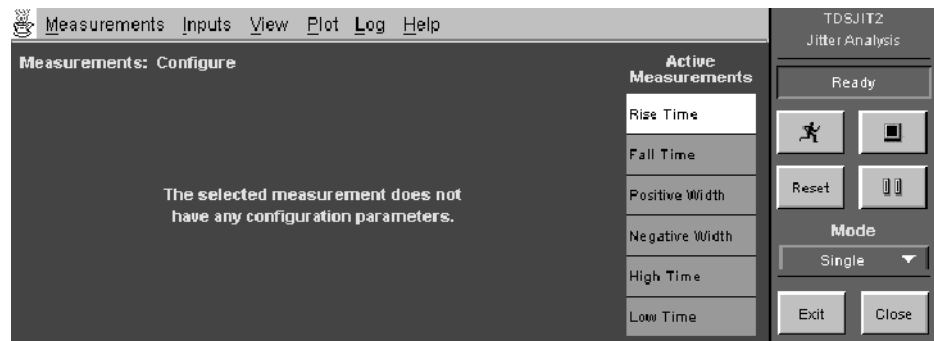 Measurements Inputs View Plot Log Help
Measurements: Configure
The selected measurement does not
have any configuration parameters.
Active
Measurements
Rise Time
Fall Time
Positive Width
Negative Width
High Time
Low Time
TDSJIT2
Jitter Analysis
Ready
Reset
Mode
Single
Exit Close